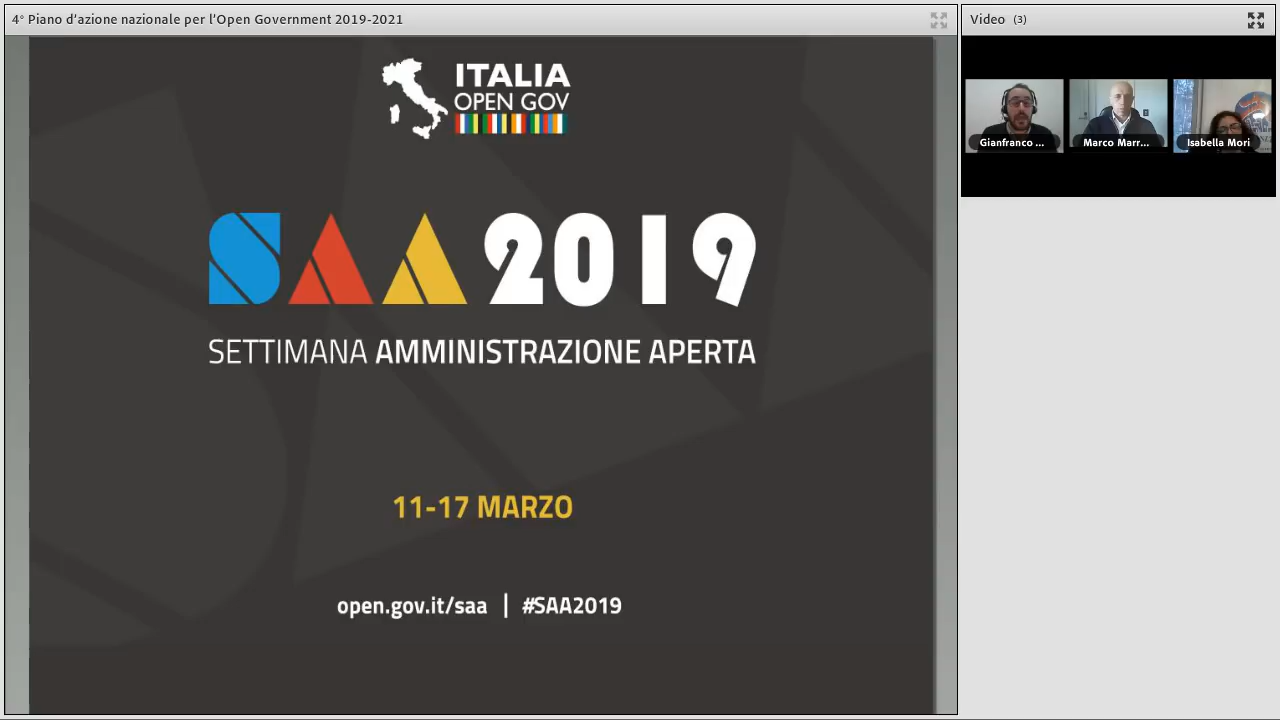 4° Piano d'azione nazionale per l'Open Government 2019-2021
Video (3)
Gianfranco ...
Marco Marr...
Isabella Mori
ITALIA
OPEN GOV
SAA 2019
SETTIMANA AMMINISTRAZIONE APERTA
11-17 MARZO
open.gov.it/saa | #SAA2019